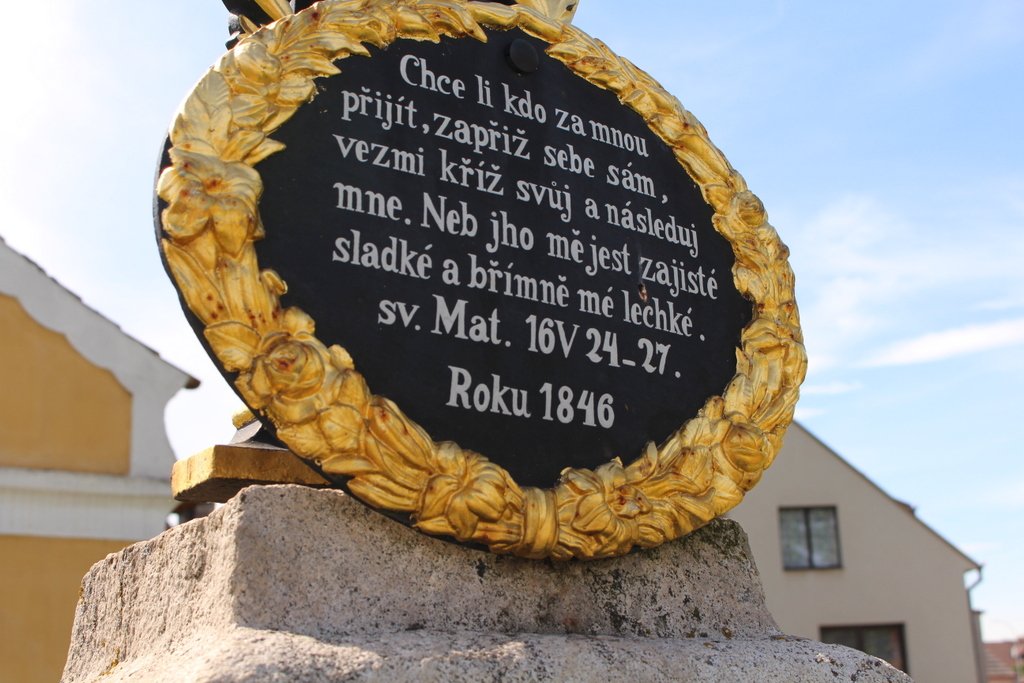 Chce li kdo za mnou
přijít, zapřiž sebe sám,
vezmi kříž svůj a následuj
mne. Neb jho mě jest zajisté
sladké a břímně mé lechké.
sv. Mat. 16V 24-27.
Roku 1846